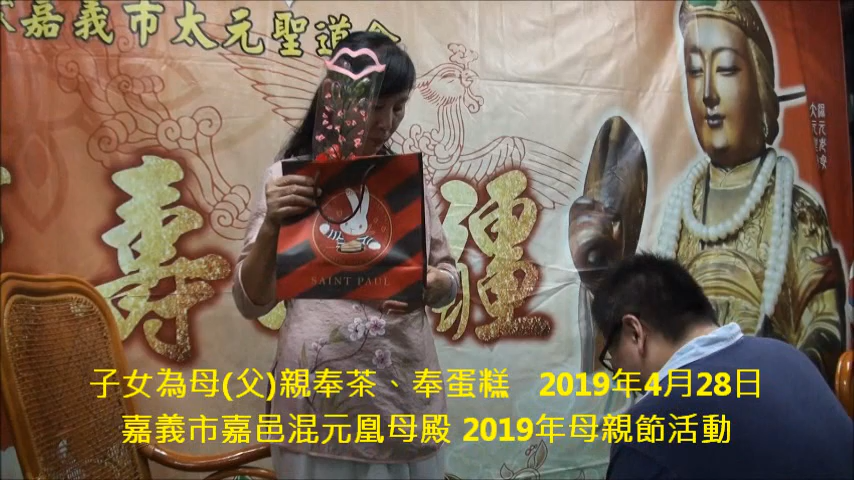 嘉義市太元聖道會
壽 疆
SAINT PAUL
子女為母(父)親奉茶、奉蛋糕 2019年4月28日
嘉義市嘉邑混元凰母殿 2019年母親節活動